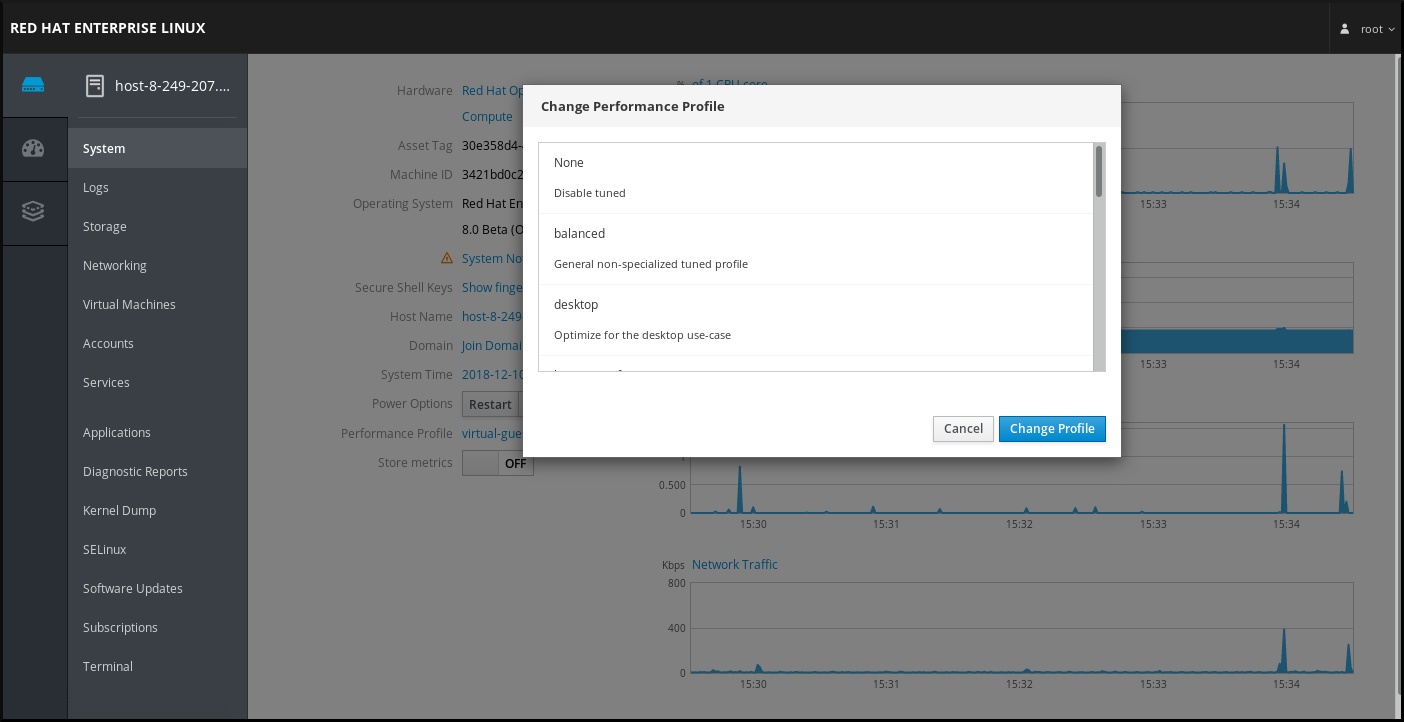 RED HAT ENTERPRISE LINUX
root
host-8-249-207....
System
Logs
Storage
Networking
Virtual Machines
Accounts
Services
Applications
Diagnostic Reports
Kernel Dump
SELinux
Software Updates
Subscriptions
Terminal
Hardware Red Hat Op
Compute
Asset Tag 30e358d4-
Machine ID 3421bd0c2
Operating System Red Hat En
8.0 Beta (O
System No
Secure Shell Keys Show finge
Host Name host-8-249
Domain Join Domai
System Time 2018-12-10
Power Options Restart
Performance Profile virtual-gue
Store metrics OFF
Change Performance Profile
None
Disable tuned
balanced
General non-specialized tuned profile
desktop
Optimize for the desktop use-case
Cancel Change Profile
% of 1 CPU core
15:33 15:34
15:33 15:34
0.500
0
15:30 15:31 15:32 15:33 15:34
Kbps Network Traffic
800
400
0
15:30 15:31 15:32 15:33 15:34